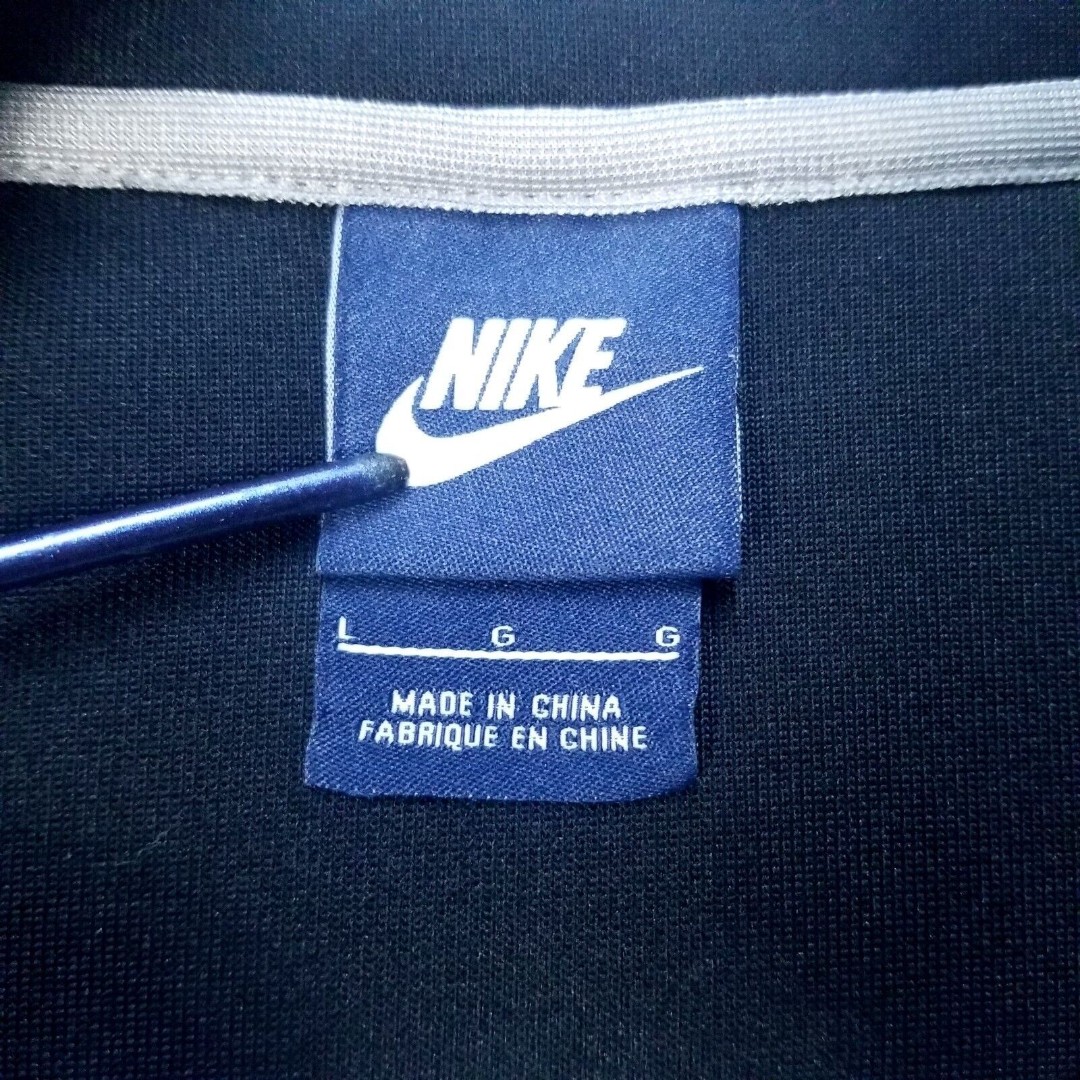 NIKE
L G G
MADE IN CHINA
FABRIQUE EN CHINE